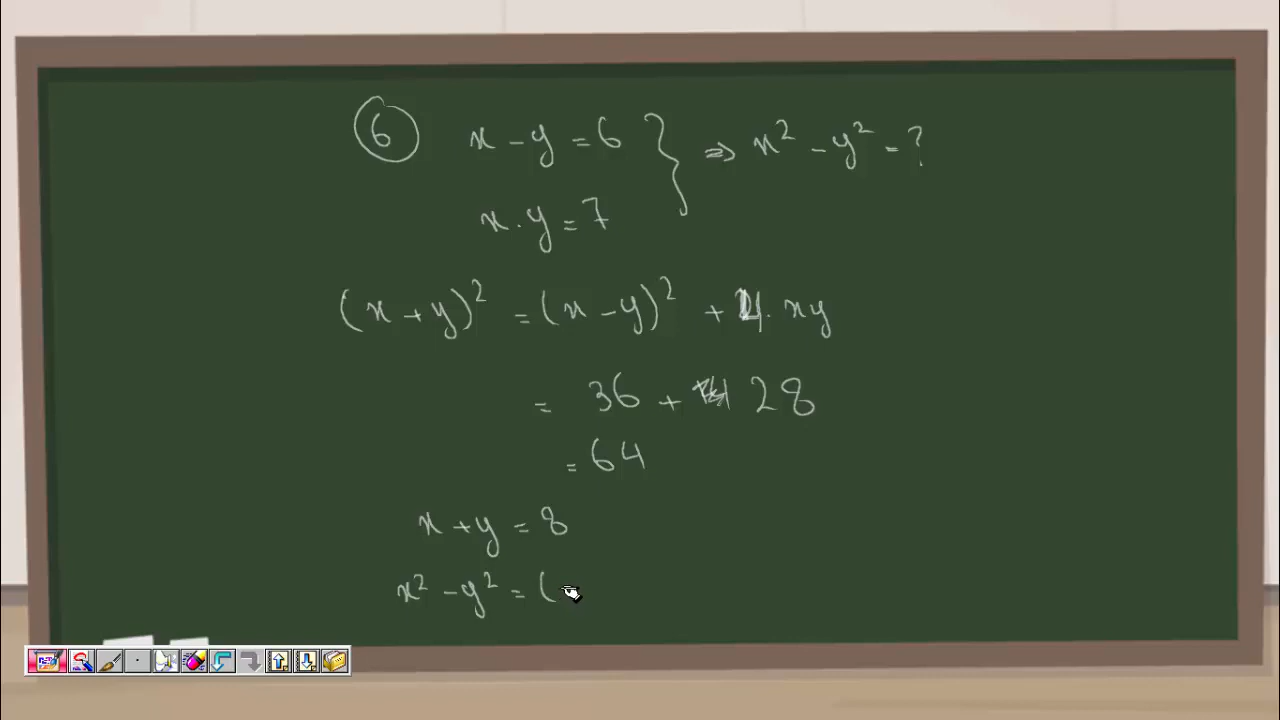 6 x - y = 6 } ⇒ x² - y² = ?
x . y = 7
(x + y)² = (x - y)² + 4 . xy
= 36 + 28
= 64
x + y = 8
x² - y² = (